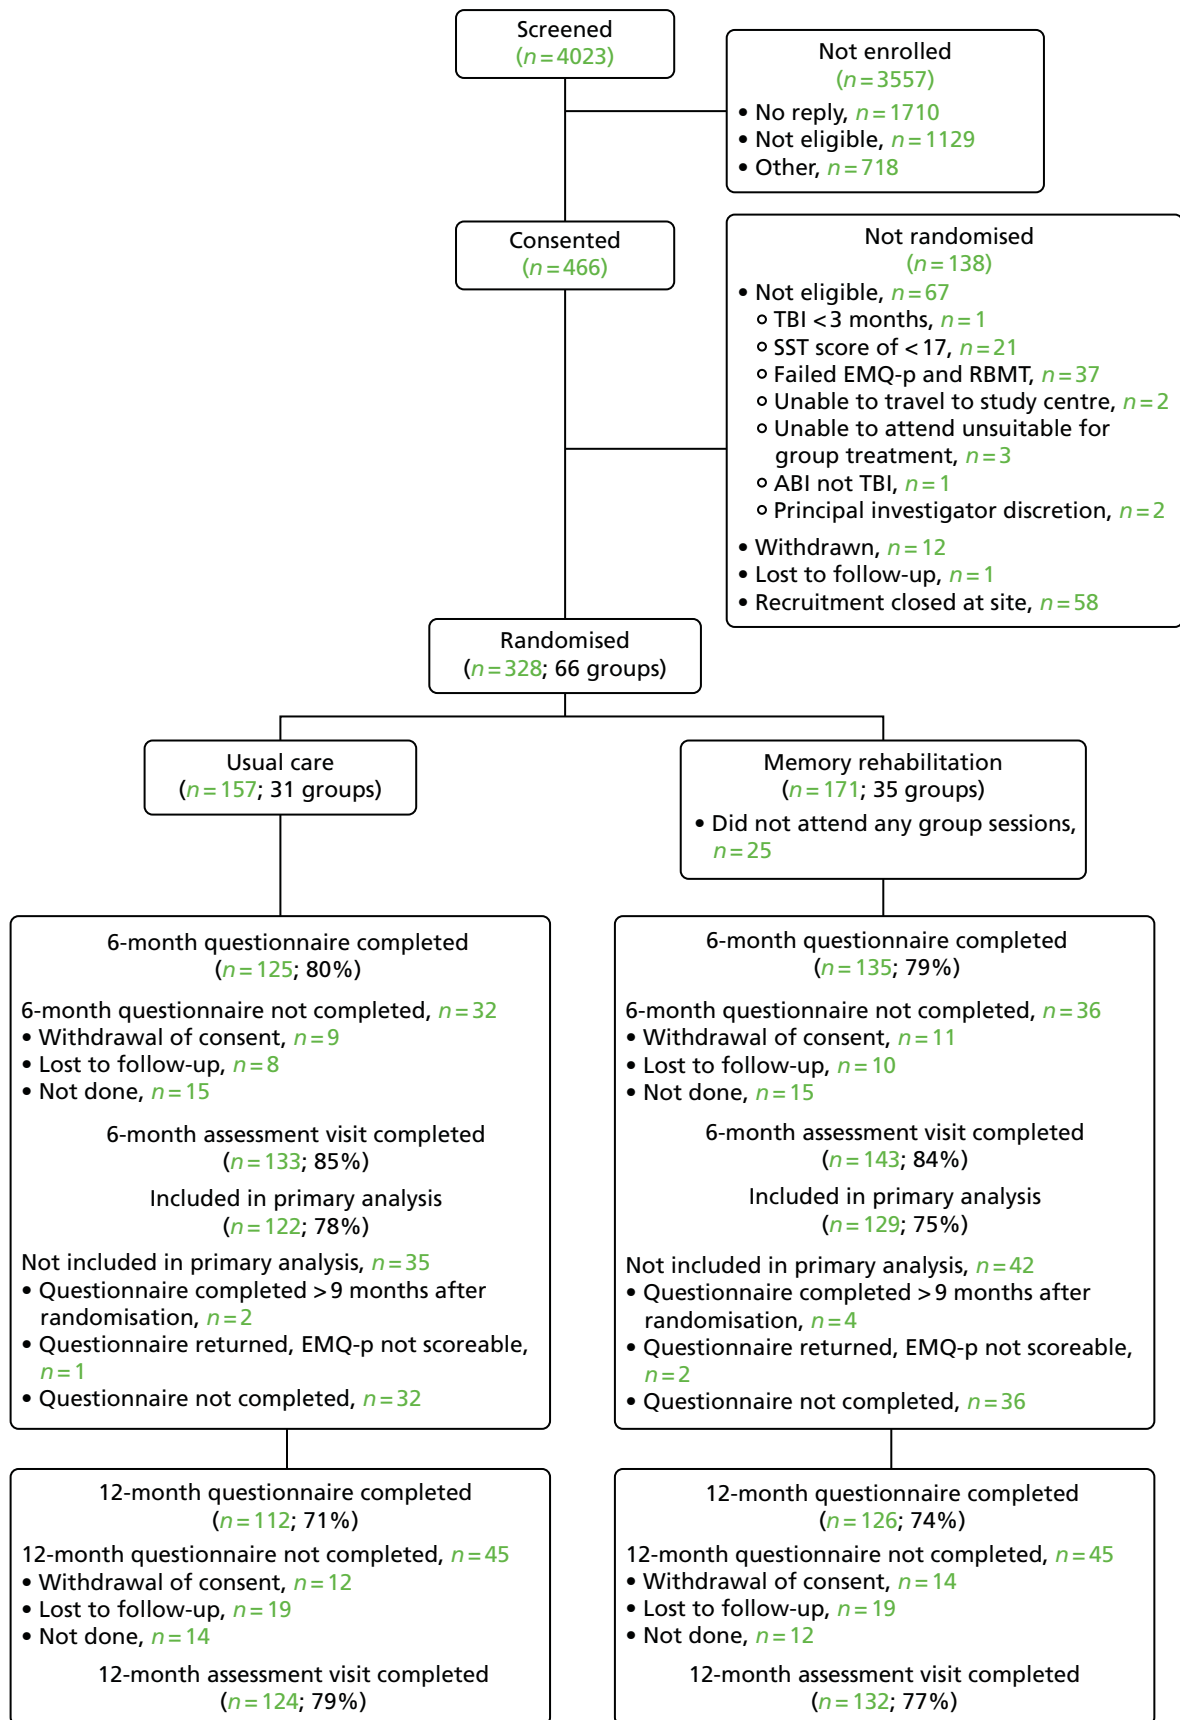 Screened
(n=4023)
Not enrolled
(n=3557)
• No reply, n=1710
• Not eligible, n=1129
• Other, n=718
Consented
(n=466)
Not randomised
(n=138)
• Not eligible, n=67
○ TBI <3 months, n=1
○ SST score of <17, n=21
○ Failed EMQ-p and RBMT, n=37
○ Unable to travel to study centre, n=2
○ Unable to attend unsuitable for
group treatment, n=3
○ ABI not TBI, n=1
○ Principal investigator discretion, n=2
• Withdrawn, n=12
• Lost to follow-up, n=1
• Recruitment closed at site, n=58
Randomised
(n=328; 66 groups)
Usual care
(n=157; 31 groups)
Memory rehabilitation
(n=171; 35 groups)
• Did not attend any group sessions,
n=25
6-month questionnaire completed
(n=125; 80%)
6-month questionnaire not completed, n=32
• Withdrawal of consent, n=9
• Lost to follow-up, n=8
• Not done, n=15
6-month assessment visit completed
(n=133; 85%)
Included in primary analysis
(n=122; 78%)
Not included in primary analysis, n=35
• Questionnaire completed >9 months after
randomisation, n=2
• Questionnaire returned, EMQ-p not scoreable,
n=1
• Questionnaire not completed, n=32
6-month questionnaire completed
(n=135; 79%)
6-month questionnaire not completed, n=36
• Withdrawal of consent, n=11
• Lost to follow-up, n=10
• Not done, n=15
6-month assessment visit completed
(n=143; 84%)
Included in primary analysis
(n=129; 75%)
Not included in primary analysis, n=42
• Questionnaire completed >9 months after
randomisation, n=4
• Questionnaire returned, EMQ-p not scoreable,
n=2
• Questionnaire not completed, n=36
12-month questionnaire completed
(n=112; 71%)
12-month questionnaire not completed, n=45
• Withdrawal of consent, n=12
• Lost to follow-up, n=19
• Not done, n=14
12-month assessment visit completed
(n=124; 79%)
12-month questionnaire completed
(n=126; 74%)
12-month questionnaire not completed, n=45
• Withdrawal of consent, n=14
• Lost to follow-up, n=19
• Not done, n=12
12-month assessment visit completed
(n=132; 77%)